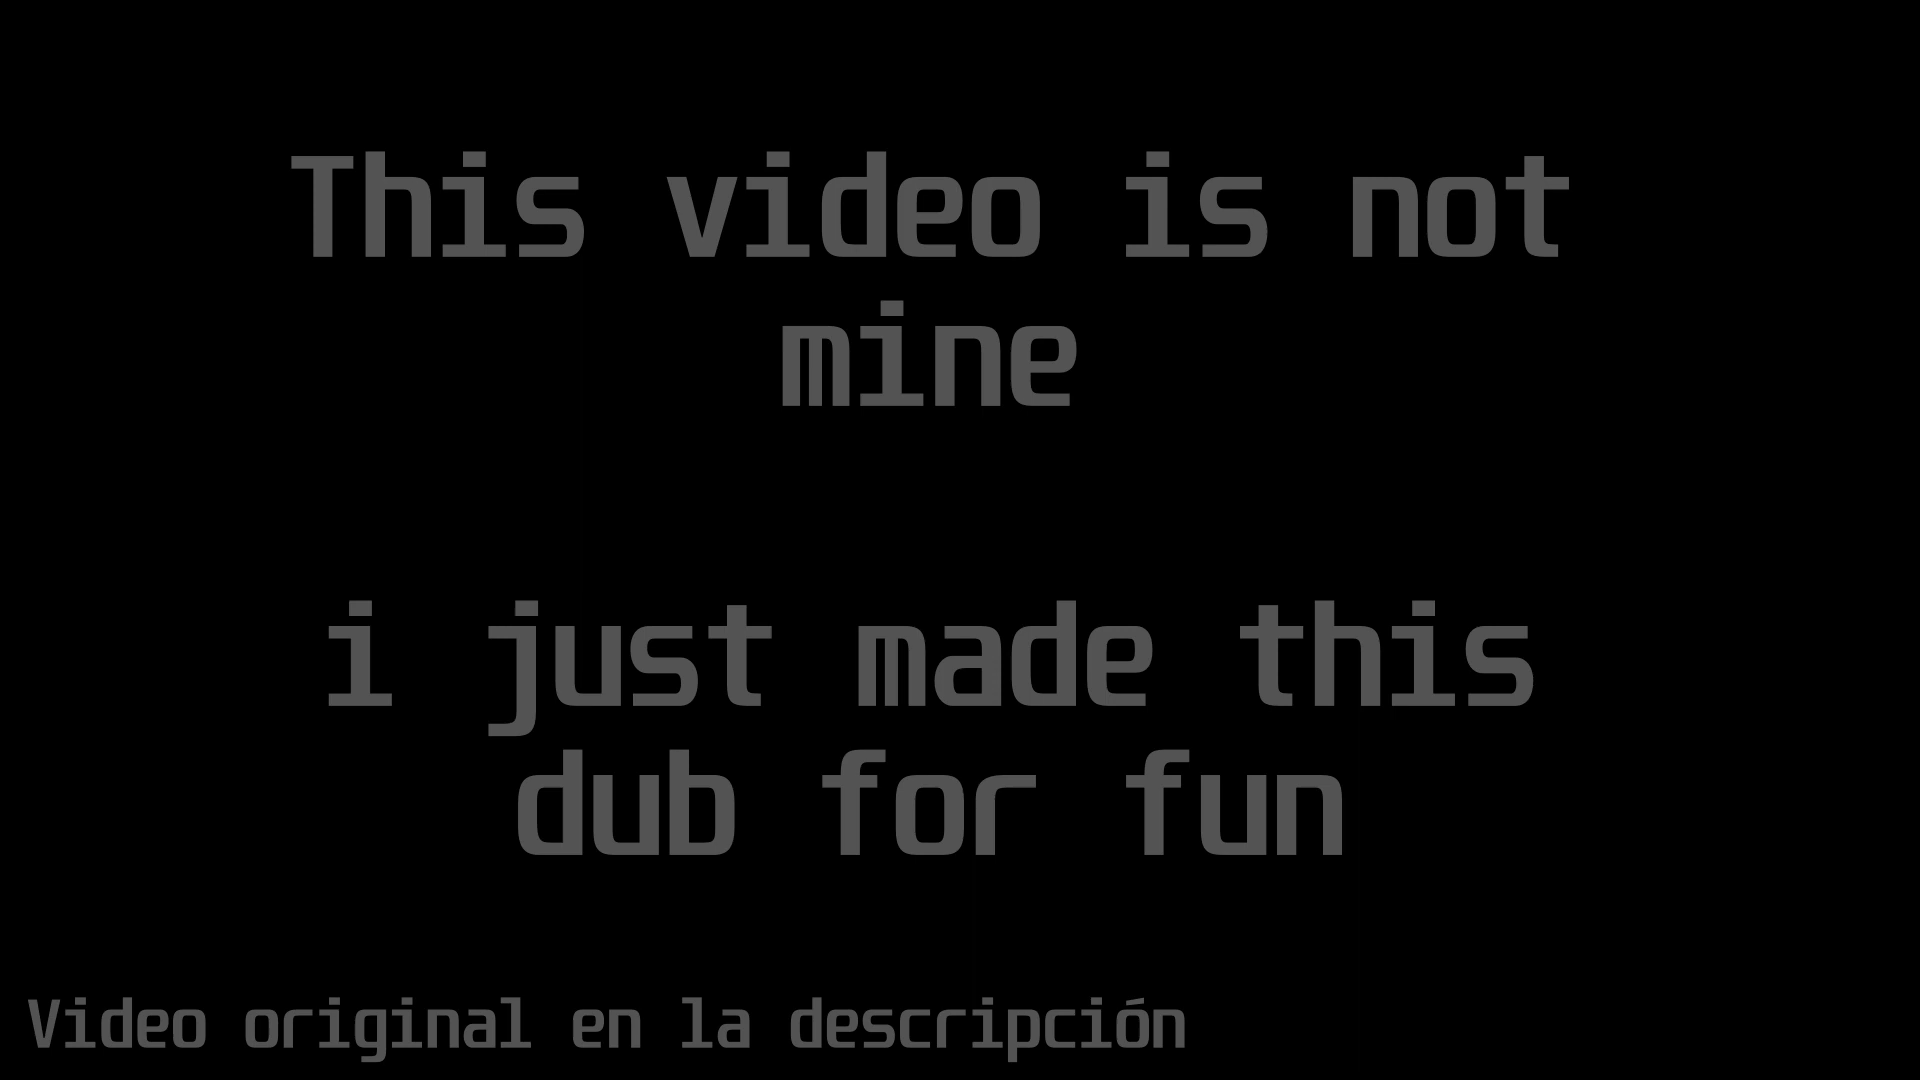 This video is not
mine
i just made this
dub for fun
Video original en la descripción